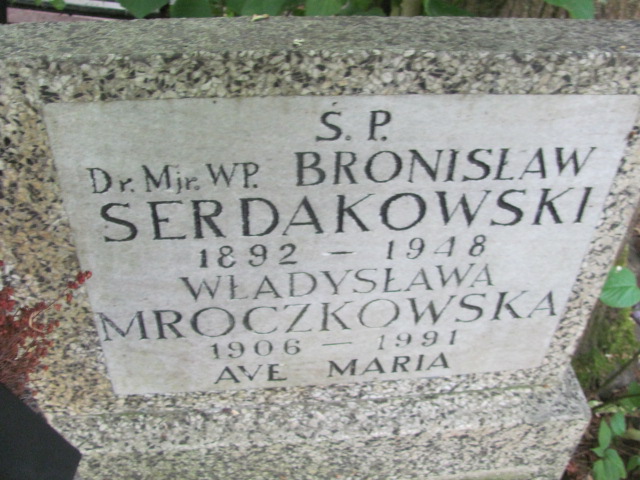 Ś.P.
Dr. Mjr. WP. BRONISŁAW
SERDAKOWSKI
1892 - 1948
WŁADYSŁAWA
MROCZKOWSKA
1906 - 1991
AVE MARIA